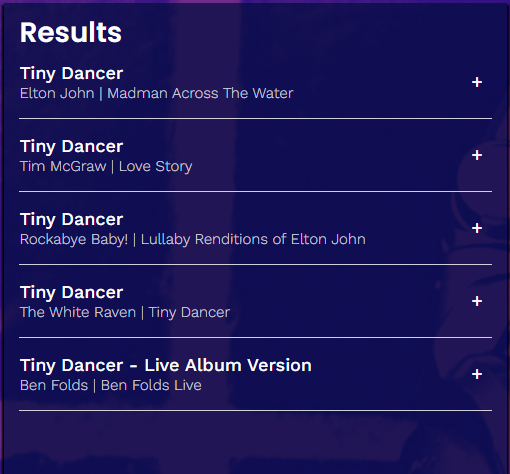 Results
Tiny Dancer
Elton John | Madman Across The Water
+
Tiny Dancer
Tim McGraw | Love Story
+
Tiny Dancer
Rockabye Baby! | Lullaby Renditions of Elton John
+
Tiny Dancer
The White Raven | Tiny Dancer
+
Tiny Dancer - Live Album Version
Ben Folds | Ben Folds Live
+